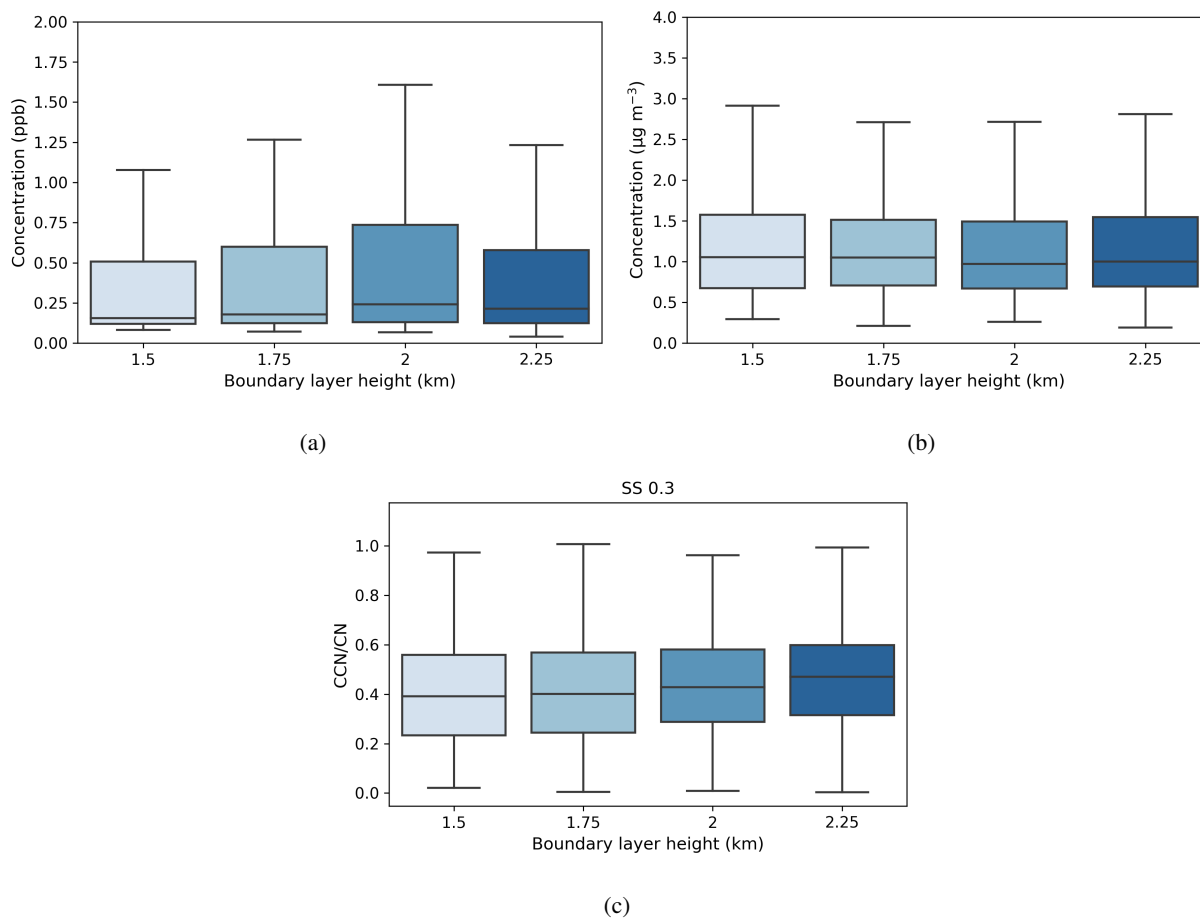 2.00
1.75
1.50
1.25
1.00
0.75
0.50
0.25
0.00
Concentration (ppb)
1.5 1.75 2 2.25
Boundary layer height (km)
(a)
4.0
3.5
3.0
2.5
2.0
1.5
1.0
0.5
0.0
Concentration (µg m⁻³)
1.5 1.75 2 2.25
Boundary layer height (km)
(b)
SS 0.3
1.0
0.8
0.6
0.4
0.2
0.0
CCN/CN
1.5 1.75 2 2.25
Boundary layer height (km)
(c)